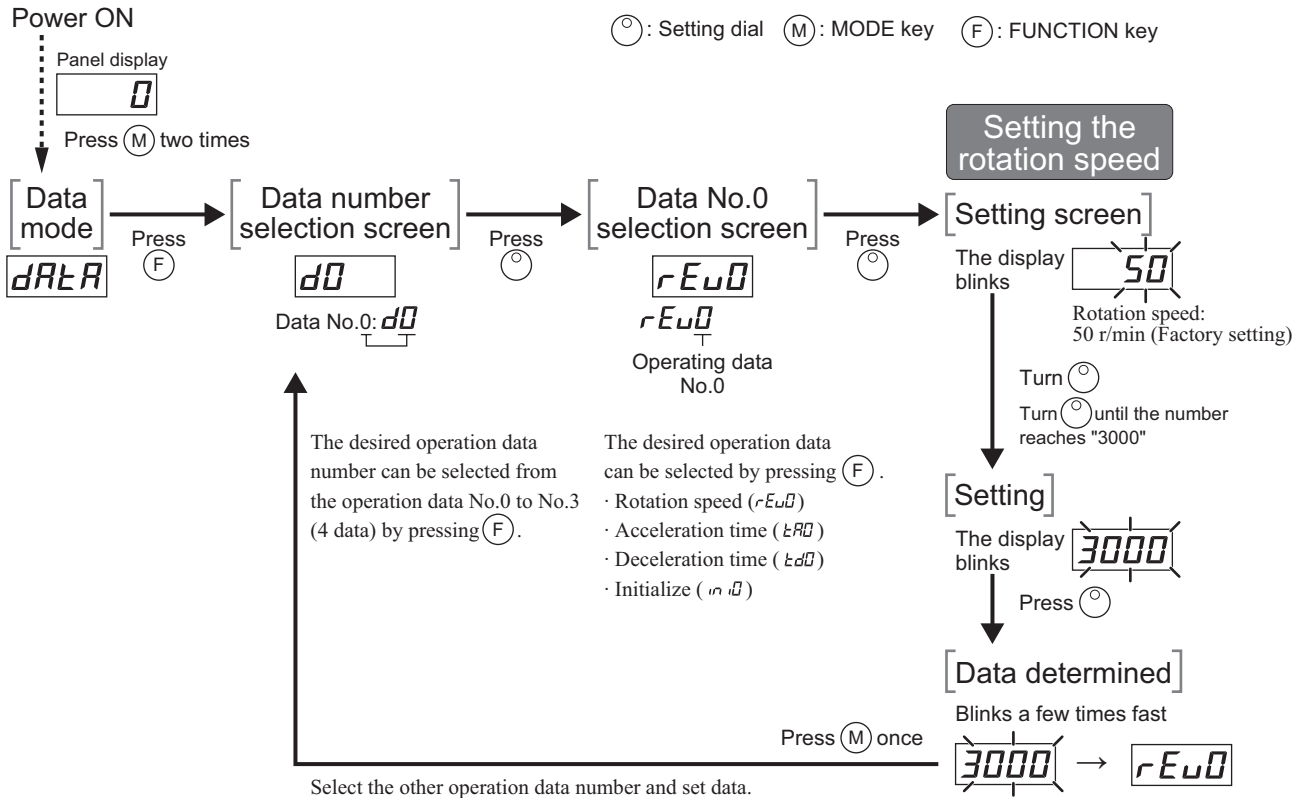 Power ON
○: Setting dial M: MODE key F: FUNCTION key
Panel display
0
Press M two times
Setting the
rotation speed
Data
mode
dAtA
Press
F
Data number
selection screen
d0
Data No.0: d0
Press
Data No.0
selection screen
rEv0
rEv0
Operating data
No.0
Press
Setting screen
The display
blinks
50
Rotation speed:
50 r/min (Factory setting)
Turn
Turn until the number
reaches "3000"
The desired operation data
number can be selected from
the operation data No.0 to No.3
(4 data) by pressing F.
The desired operation data
can be selected by pressing F .
· Rotation speed (rEv0)
· Acceleration time ( tA0 )
· Deceleration time ( td0 )
· Initialize ( ini0 )
Setting
The display
blinks
3000
Press
Data determined
Blinks a few times fast
3000 → rEv0
Press M once
Select the other operation data number and set data.